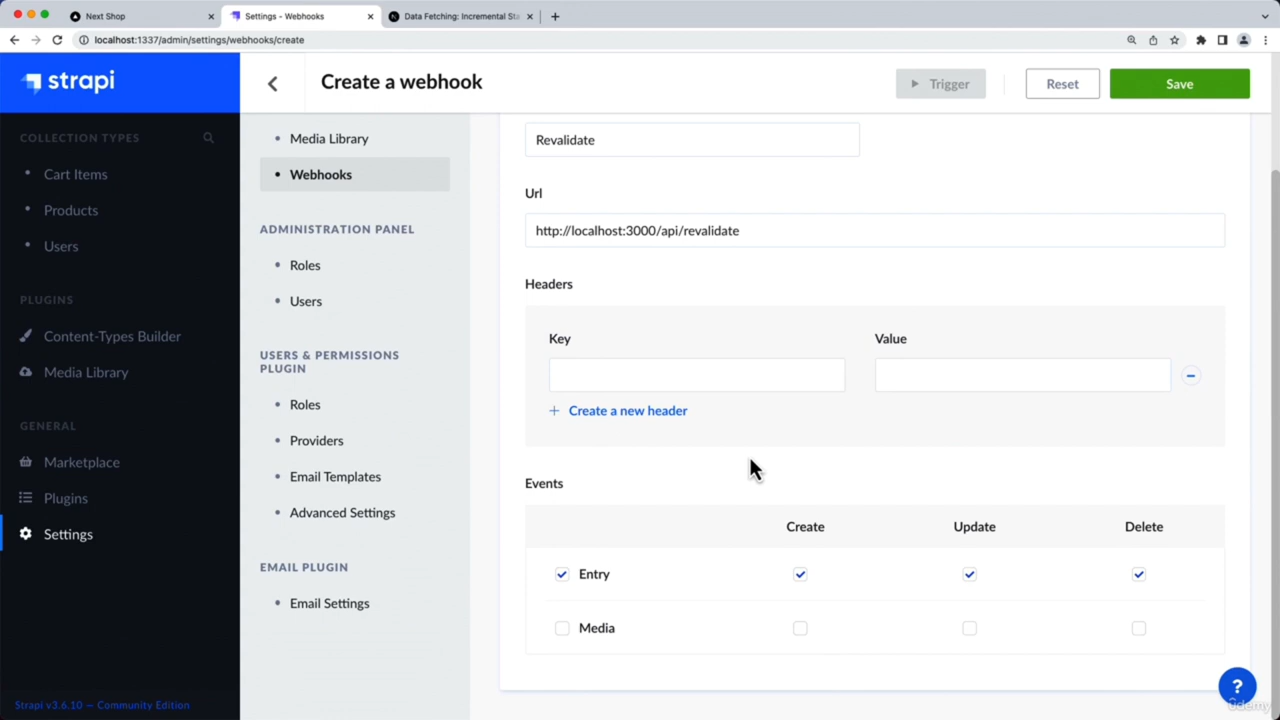 Next Shop
Settings - Webhooks
Data Fetching: Incremental Sta
localhost:1337/admin/settings/webhooks/create
strapi
Create a webhook
Trigger
Reset
Save
COLLECTION TYPES
Cart Items
Products
Users
PLUGINS
Content-Types Builder
Media Library
GENERAL
Marketplace
Plugins
Settings
Strapi v3.6.10 — Community Edition
Media Library
Webhooks
ADMINISTRATION PANEL
Roles
Users
USERS & PERMISSIONS
PLUGIN
Roles
Providers
Email Templates
Advanced Settings
EMAIL PLUGIN
Email Settings
Revalidate
Url
http://localhost:3000/api/revalidate
Headers
Key Value
+ Create a new header
Events
Create Update Delete
Entry
Media
?
ûdemy